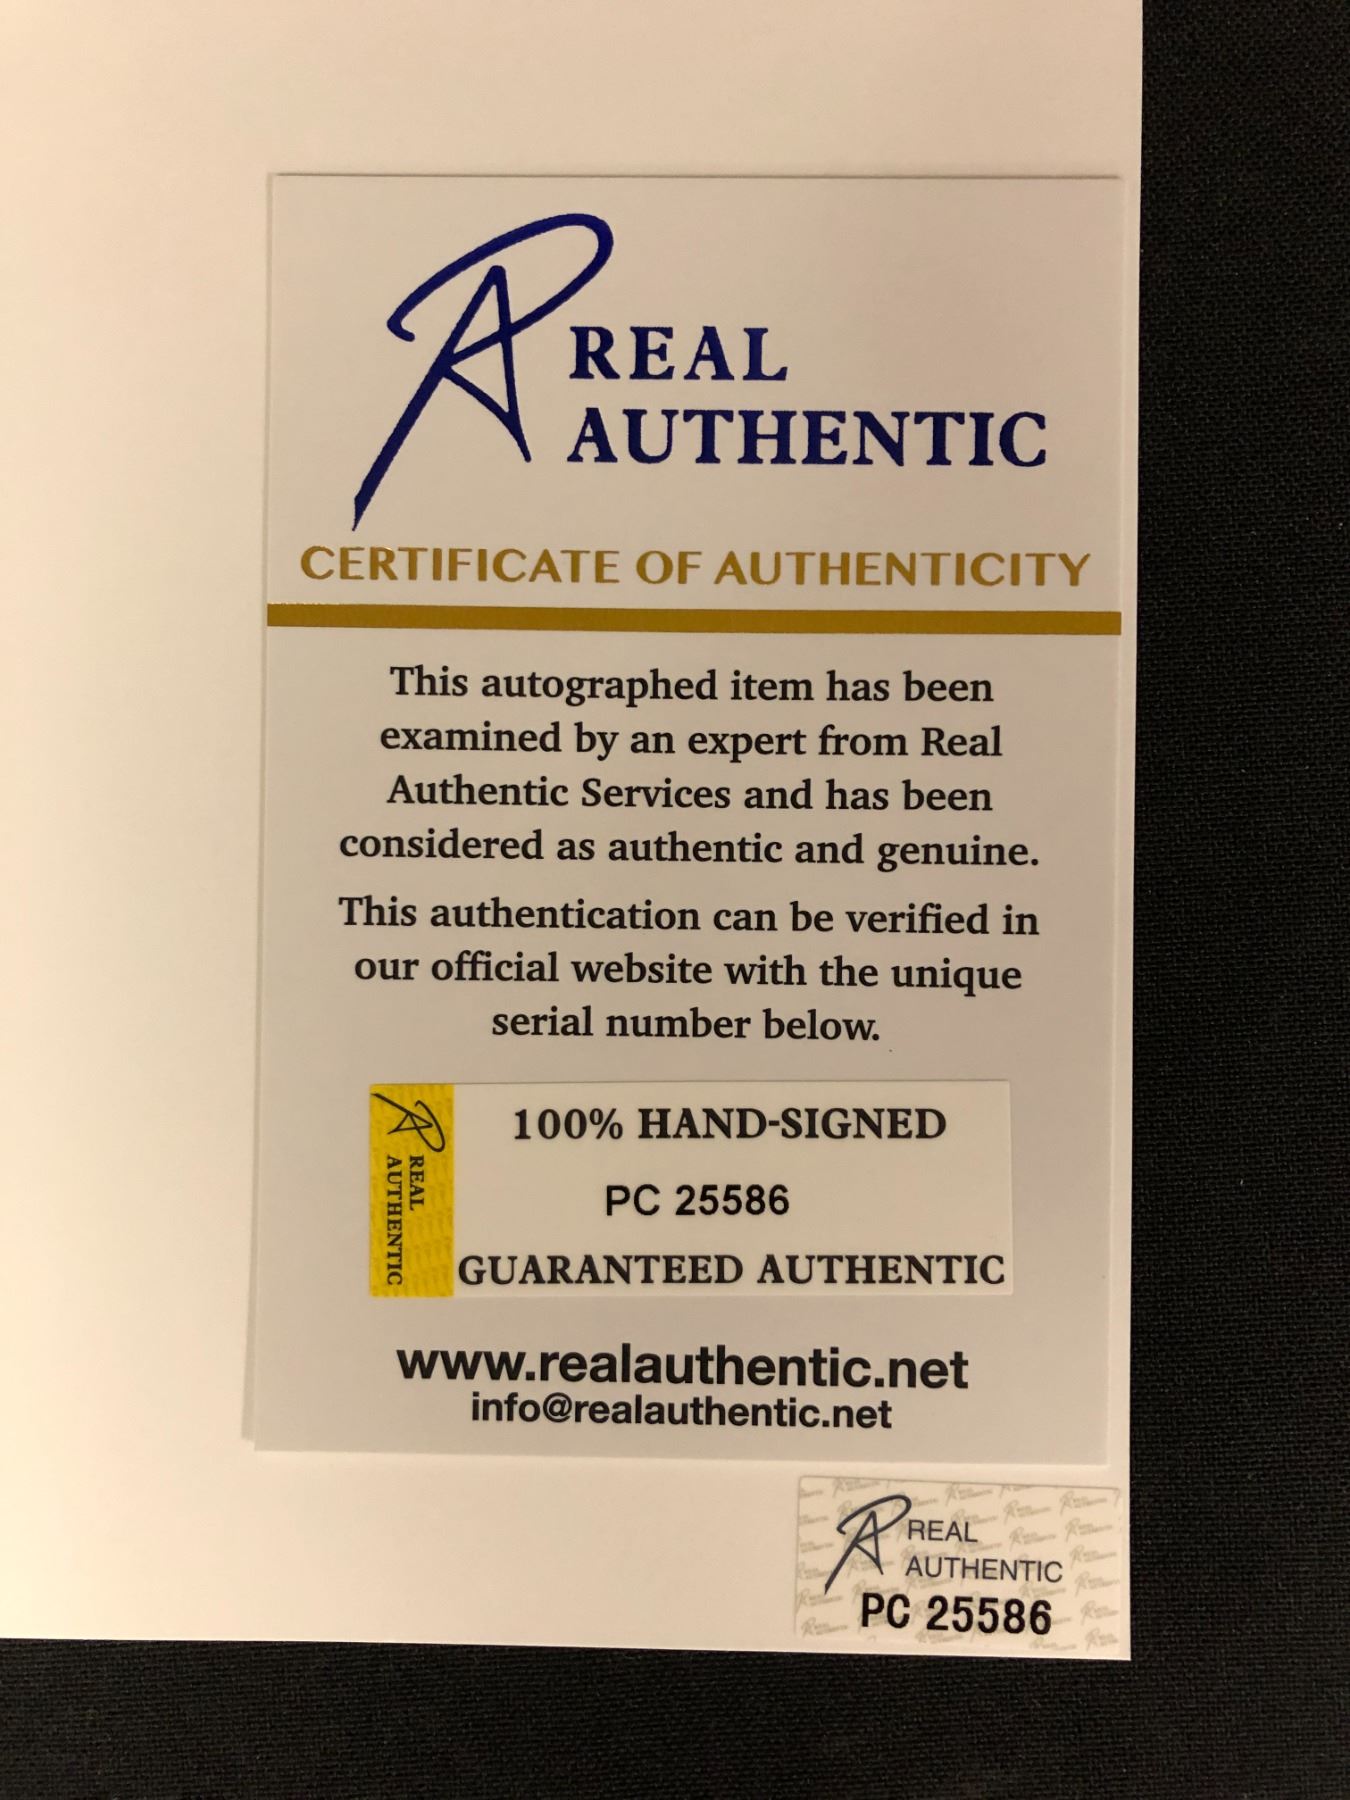 REAL
AUTHENTIC
CERTIFICATE OF AUTHENTICITY
This autographed item has been
examined by an expert from Real
Authentic Services and has been
considered as authentic and genuine.
This authentication can be verified in
our official website with the unique
serial number below.
REAL
AUTHENTIC
100% HAND-SIGNED
PC 25586
GUARANTEED AUTHENTIC
www.realauthentic.net
info@realauthentic.net
REAL
AUTHENTIC
PC 25586